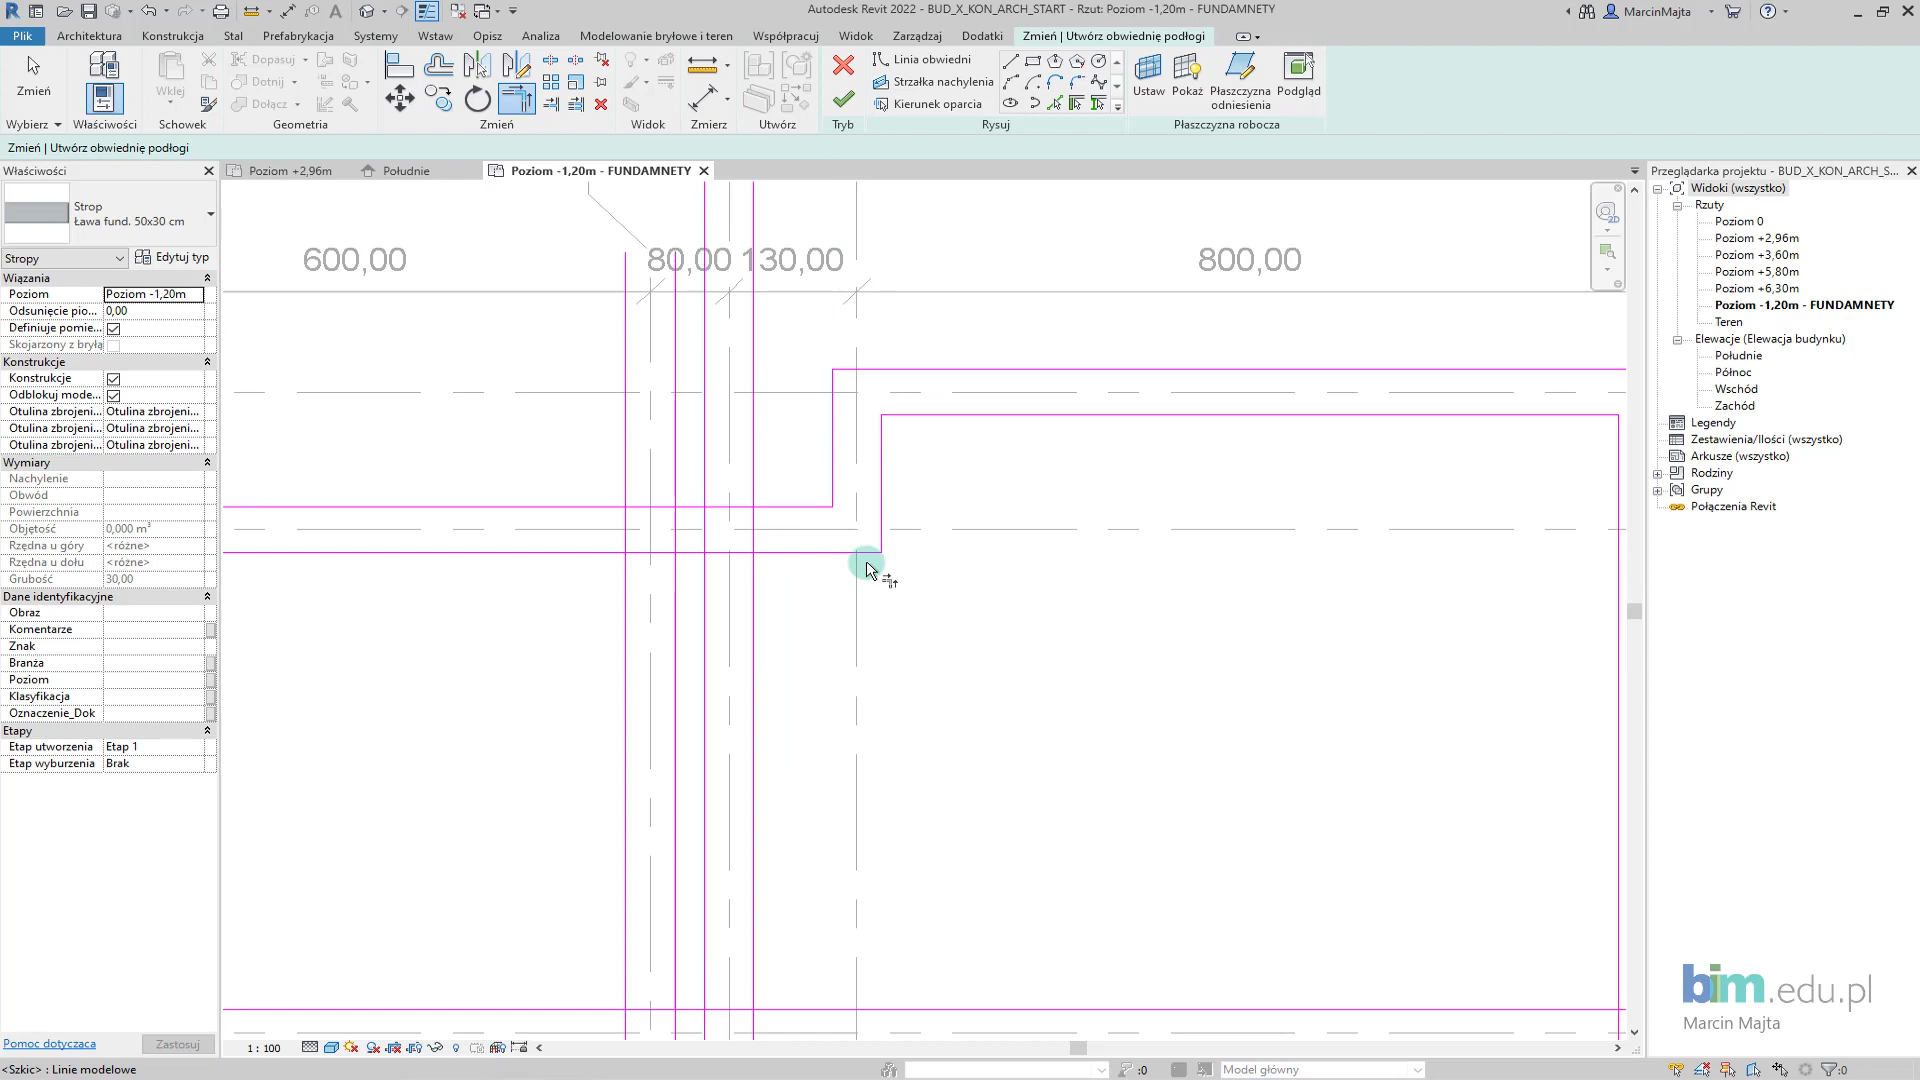 Autodesk Revit 2022 - BUD_X_KON_ARCH_START - Rzut: Poziom -1,20m - FUNDAMNETY
MarcinMajta
Plik
Architektura
Konstrukcja
Stal
Prefabrykacja
Systemy
Wstaw
Opisz
Analiza
Modelowanie bryłowe i teren
Współpracuj
Widok
Zarządzaj
Dodatki
Zmień | Utwórz obwiednię podłogi
Zmień
Wklej
Dopasuj
Dotnij
Dołącz
Linia obwiedni
Strzałka nachylenia
Kierunek oparcia
Ustaw
Pokaż
Płaszczyzna
odniesienia
Podgląd
Wybierz
Właściwości
Schowek
Geometria
Zmień
Widok
Zmierz
Utwórz
Tryb
Rysuj
Płaszczyzna robocza
Zmień | Utwórz obwiednię podłogi
Właściwości
Strop
Ława fund. 50x30 cm
Stropy
Edytuj typ
Wiązania
Poziom Poziom -1,20m
Odsunięcie pio... 0,00
Definiuje pomie...
Skojarzony z bryłą
Konstrukcje
Konstrukcje
Odblokuj mode...
Otulina zbrojeni... Otulina zbrojeni...
Otulina zbrojeni... Otulina zbrojeni...
Otulina zbrojeni... Otulina zbrojeni...
Wymiary
Nachylenie
Obwód
Powierzchnia
Objętość 0,000 m³
Rzędna u góry <różne>
Rzędna u dołu <różne>
Grubość 30,00
Dane identyfikacyjne
Obraz
Komentarze
Znak
Branża
Poziom
Klasyfikacja
Oznaczenie_Dok
Etapy
Etap utworzenia Etap 1
Etap wyburzenia Brak
Pomoc dotycząca
Zastosuj
Poziom +2,96m
Południe
Poziom -1,20m - FUNDAMNETY
600,00
80,00
130,00
800,00
2D
1 : 100
Przeglądarka projektu - BUD_X_KON_ARCH_S...
Widoki (wszystko)
Rzuty
Poziom 0
Poziom +2,96m
Poziom +3,60m
Poziom +5,80m
Poziom +6,30m
Poziom -1,20m - FUNDAMNETY
Teren
Elewacje (Elewacja budynku)
Południe
Północ
Wschód
Zachód
Legendy
Zestawienia/Ilości (wszystko)
Arkusze (wszystko)
Rodziny
Grupy
Połączenia Revit
bim.edu.pl
Marcin Majta
<Szkic> : Linie modelowe
:0
Model główny
:0